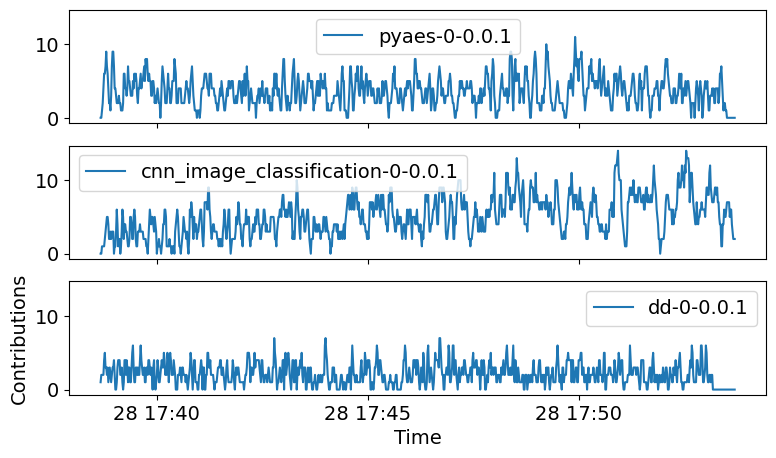 10
0
pyaes-0-0.0.1
10
0
cnn_image_classification-0-0.0.1
Contributions
10
0
dd-0-0.0.1
28 17:40
28 17:45
28 17:50
Time